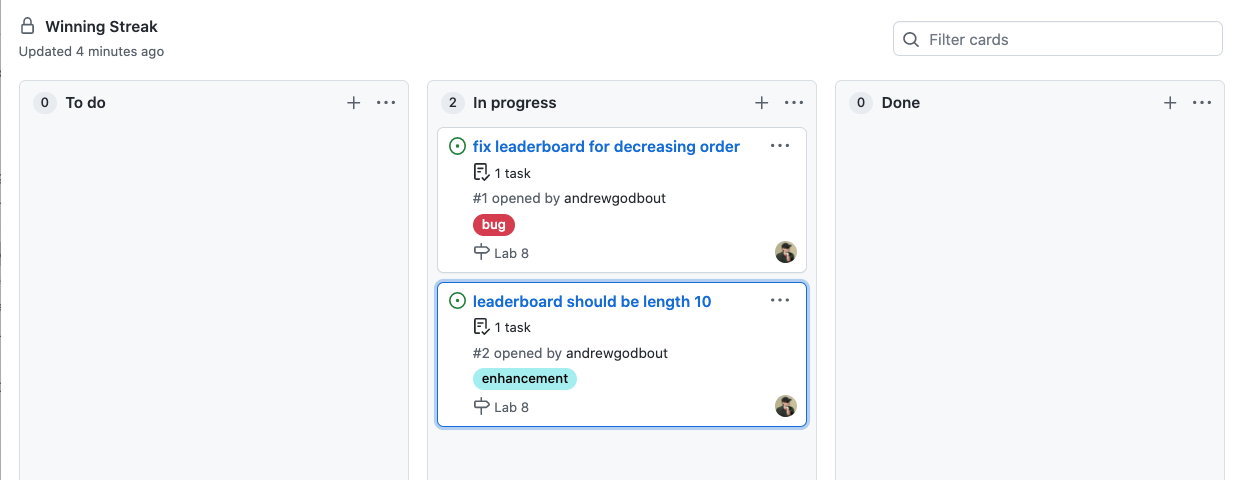 Winning Streak
Updated 4 minutes ago
Filter cards
0 To do
2 In progress
fix leaderboard for decreasing order
1 task
#1 opened by andrewgodbout
bug
Lab 8
leaderboard should be length 10
1 task
#2 opened by andrewgodbout
enhancement
Lab 8
0 Done